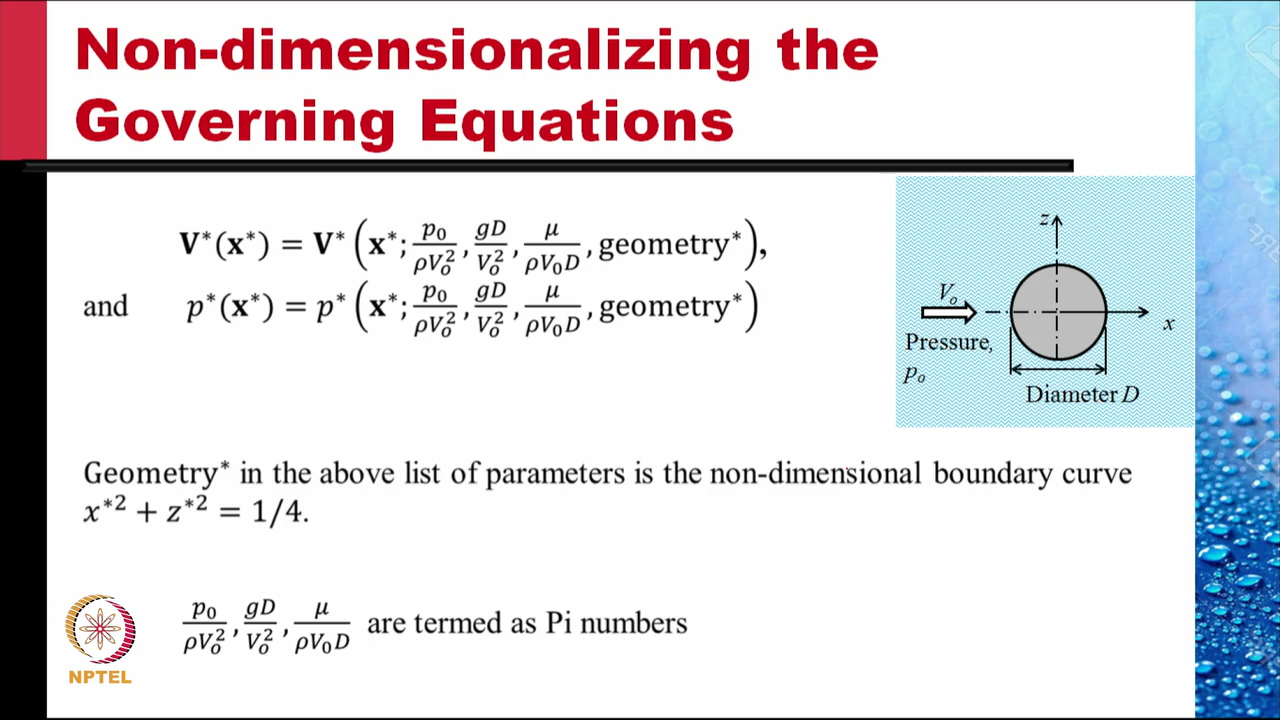 Non-dimensionalizing the
Governing Equations
𝐕*(𝐱*) = 𝐕* (𝐱*; p₀/ρV₀², gD/V₀², μ/ρV₀D, geometry*),
and p*(𝐱*) = p* (𝐱*; p₀/ρV₀², gD/V₀², μ/ρV₀D, geometry*)
z
V₀
x
Pressure,
p₀
Diameter D
Geometry* in the above list of parameters is the non-dimensional boundary curve
x*² + z*² = 1/4.
p₀/ρV₀², gD/V₀², μ/ρV₀D are termed as Pi numbers
NPTEL